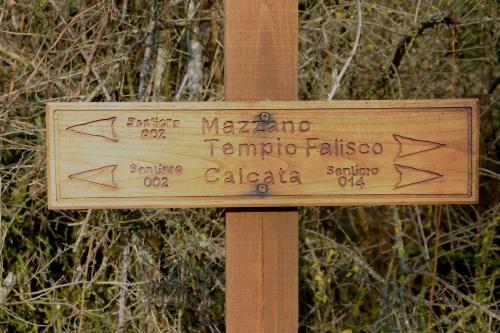 Sentiero 002 Mazzano
Tempio Falisco
Sentiero 002 Calcata Sentiero 014